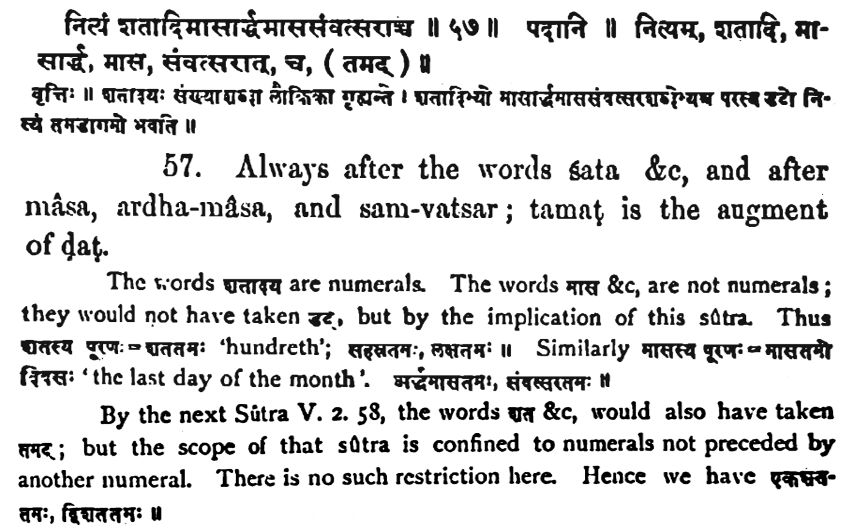 नित्यं शतादिमासार्द्धमाससंवत्सराच्च ॥ ५७ ॥ पदानि ॥ नित्यम्, शतादि, मा-
सार्द्ध, मास, संवत्सरात्, च, ( तमद् ) ॥
वृत्तिः ॥ शतादयः संख्याशब्दा लौकिका गृह्यन्ते । शतादिभ्यो मासार्द्धमाससंवत्सरशब्देभ्यश्च परस्य डटो नि-
त्यं तमडागमो भवति ॥
57. Always after the words śata &c, and after
mâsa, ardha-mâsa, and sam-vatsar ; tamaṭ is the augment
of ḍaṭ.
The words शतादय are numerals. The words मास &c, are not numerals ;
they would not have taken डट्, but by the implication of this sûtra. Thus
शतस्य पूरणः=शततमः 'hundreth'; सहस्रतमः, लक्षतमः ॥ Similarly मासस्य पूरणः=मासतमो
दिवसः 'the last day of the month'. अर्द्धमासतमः, संवत्सरतमः ॥
By the next Sûtra V. 2. 58, the words शत &c, would also have taken
तमद् ; but the scope of that sûtra is confined to numerals not preceded by
another numeral. There is no such restriction here. Hence we have एकशत-
तमः, द्विशततमः ॥